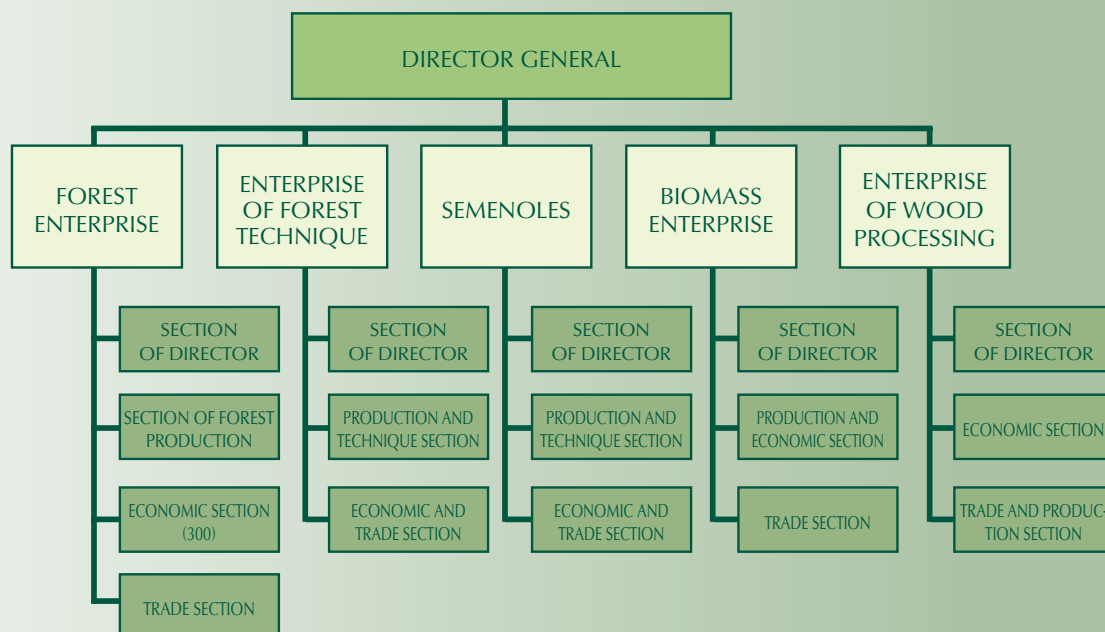 DIRECTOR GENERAL
FOREST
ENTERPRISE
ENTERPRISE
OF FOREST
TECHNIQUE
SEMENOLES
BIOMASS
ENTERPRISE
ENTERPRISE
OF WOOD
PROCESSING
SECTION
OF DIRECTOR
SECTION OF FOREST
PRODUCTION
ECONOMIC SECTION
(300)
TRADE SECTION
SECTION
OF DIRECTOR
PRODUCTION AND
TECHNIQUE SECTION
ECONOMIC AND
TRADE SECTION
SECTION
OF DIRECTOR
PRODUCTION AND
TECHNIQUE SECTION
ECONOMIC AND
TRADE SECTION
SECTION
OF DIRECTOR
PRODUCTION AND
ECONOMIC SECTION
TRADE SECTION
SECTION
OF DIRECTOR
ECONOMIC SECTION
TRADE AND PRODUC-
TION SECTION